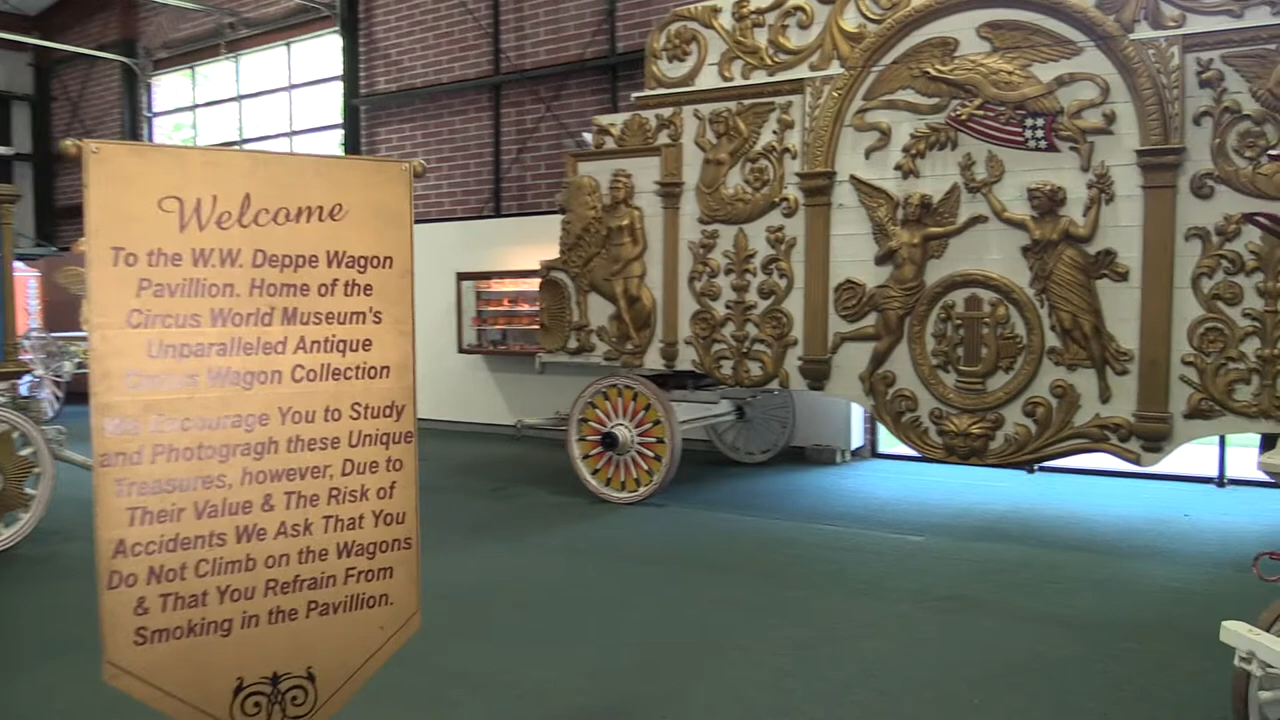 Welcome
To the W.W. Deppe Wagon
Pavillion. Home of the
Circus World Museum's
Unparalleled Antique
Circus Wagon Collection
We Encourage You to Study
and Photogragh these Unique
Treasures, however, Due to
Their Value & The Risk of
Accidents We Ask That You
Do Not Climb on the Wagons
& That You Refrain From
Smoking in the Pavillion.